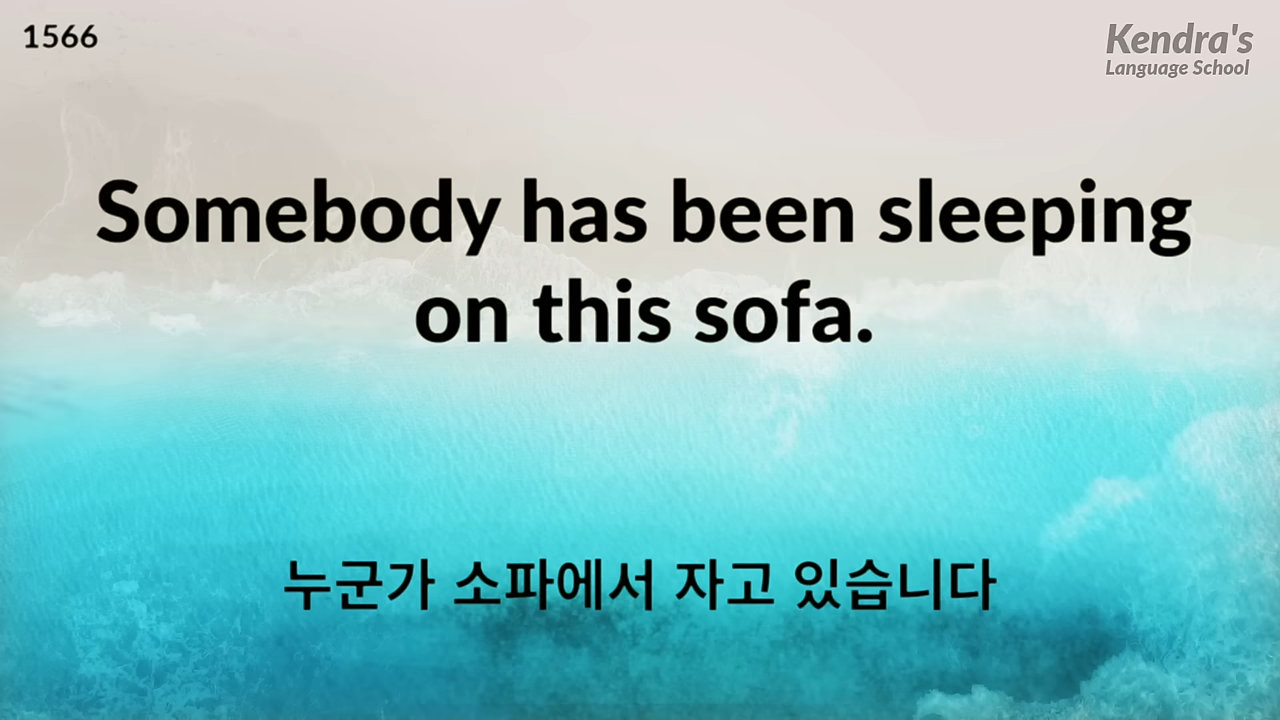 1566
Kendra's
Language School
Somebody has been sleeping
on this sofa.
누군가 소파에서 자고 있습니다